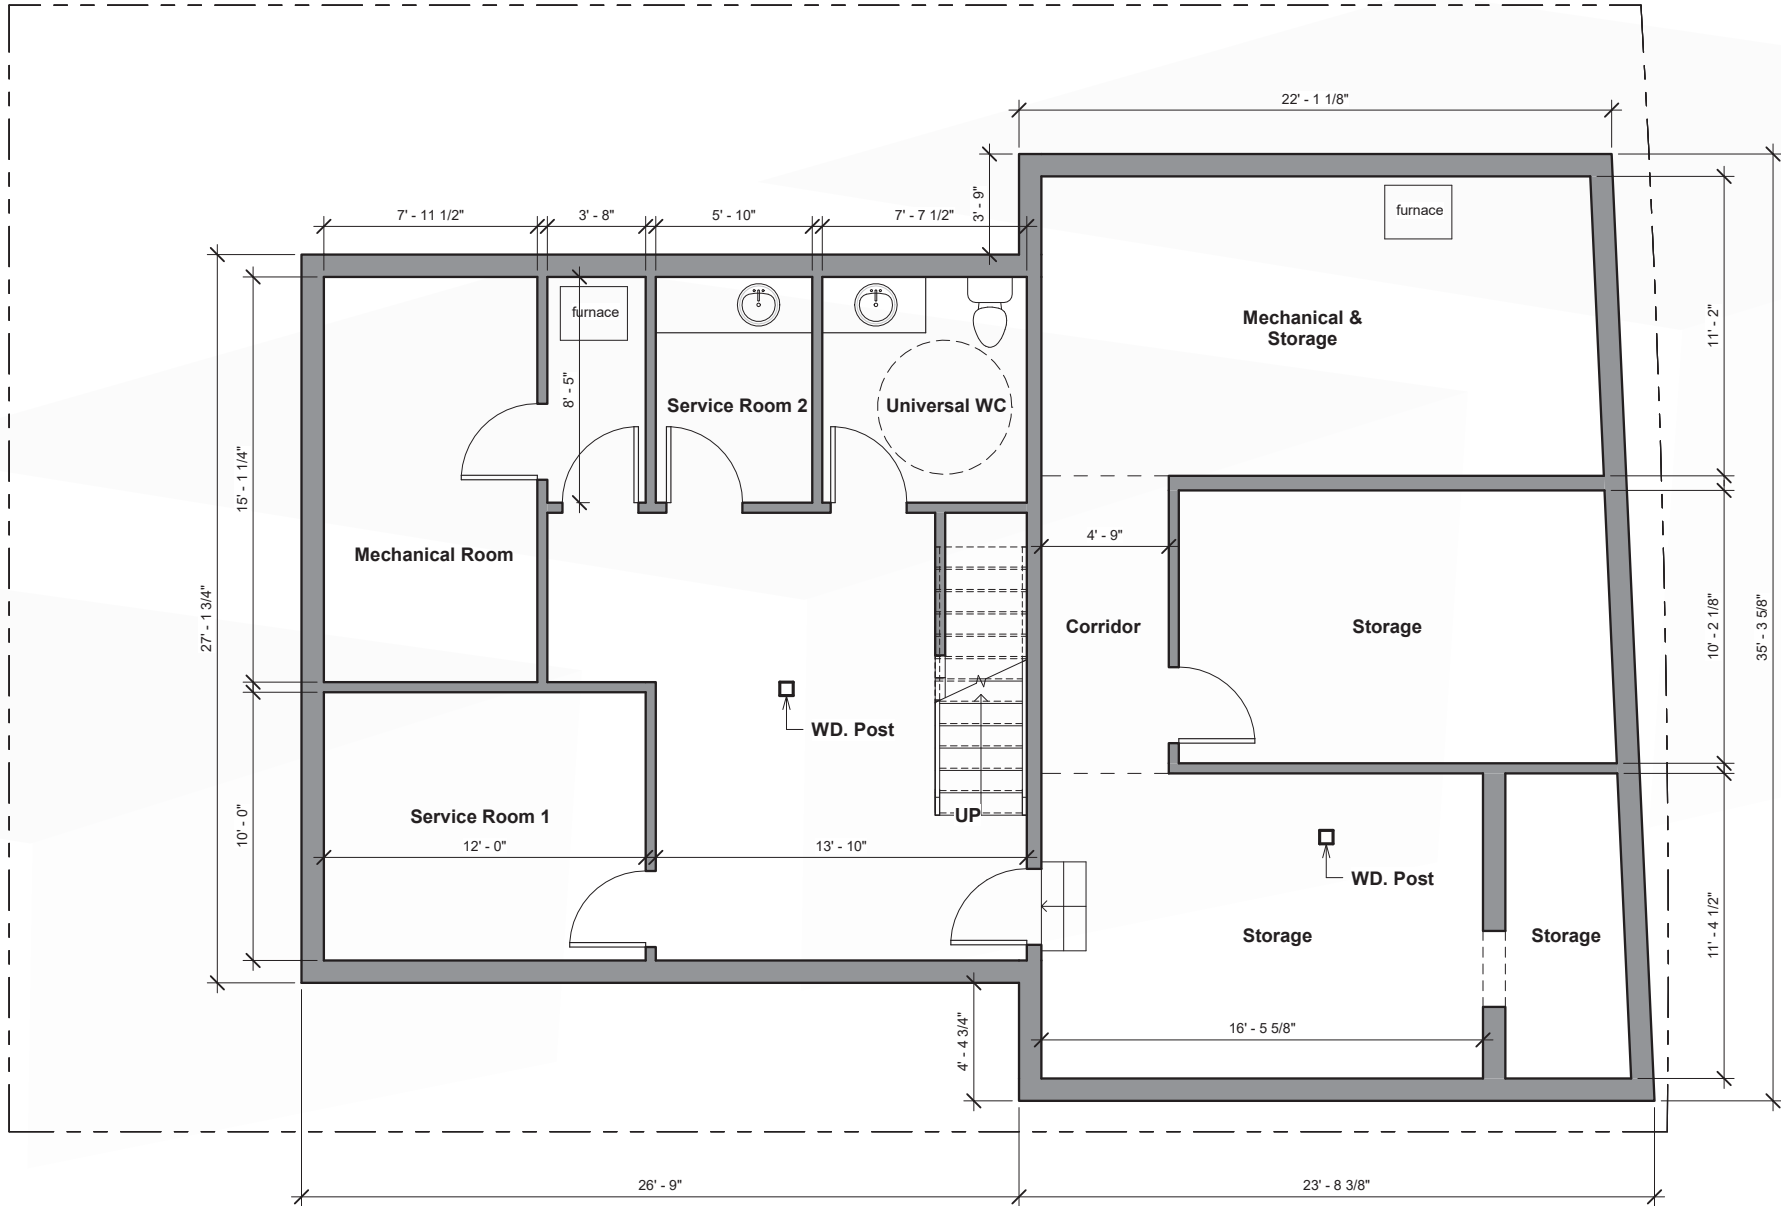 22' - 1 1/8"
7' - 11 1/2"
3' - 8"
5' - 10"
7' - 7 1/2"
3' - 9"
furnace
furnace
Mechanical &
Storage
11' - 2"
8' - 5"
Service Room 2
Universal WC
15' - 1 1/4"
4' - 9"
Mechanical Room
27' - 1 3/4"
Corridor
Storage
10' - 2 1/8"
35' - 3 5/8"
WD. Post
Service Room 1
UP
10' - 0"
12' - 0"
13' - 10"
WD. Post
Storage
Storage
11' - 4 1/2"
16' - 5 5/8"
4' - 4 3/4"
26' - 9"
23' - 8 3/8"